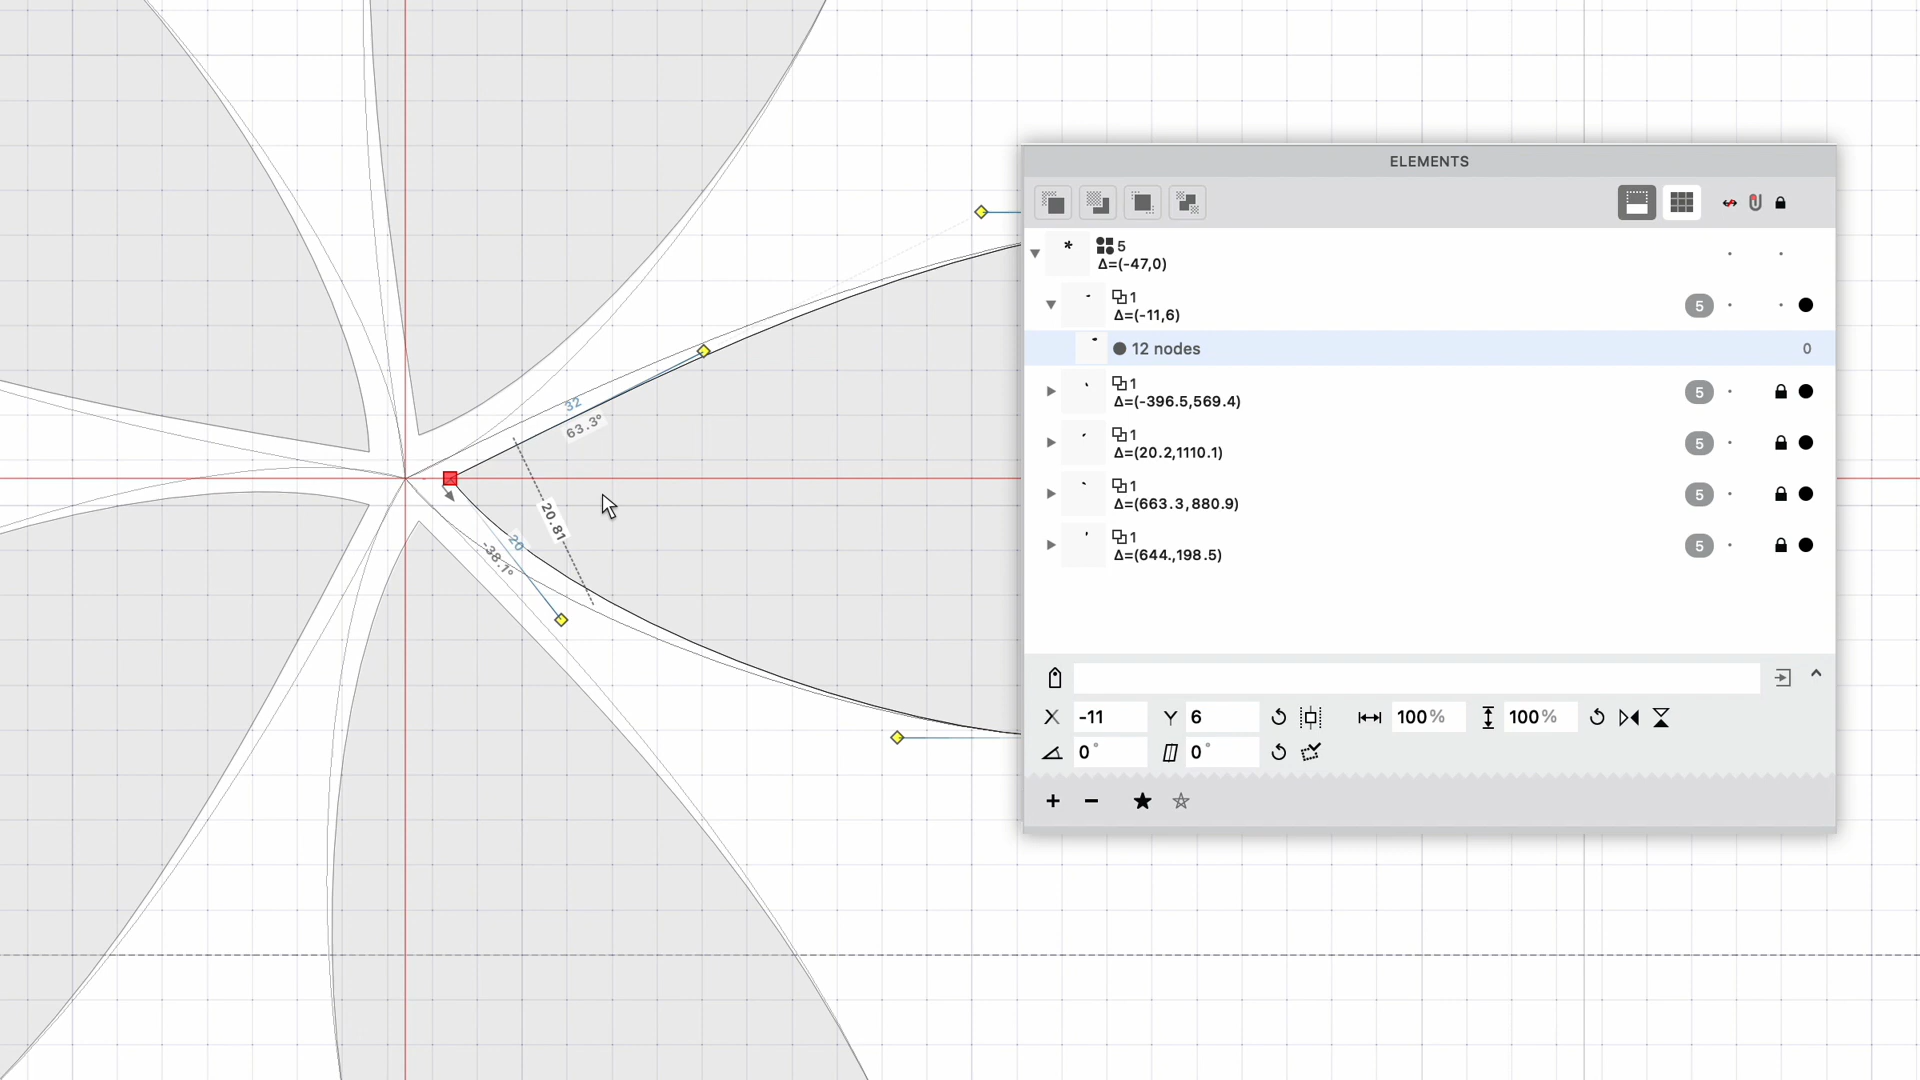 ELEMENTS
5
Δ=(-47,0)
1
Δ=(-11,6)
5
12 nodes
0
1
Δ=(-396.5,569.4)
5
1
Δ=(20.2,1110.1)
5
1
Δ=(663.3,880.9)
5
1
Δ=(644.,198.5)
5
X -11 Y 6 100% 100%
0° 0°
32
63.3°
20.81
20
-38.1°